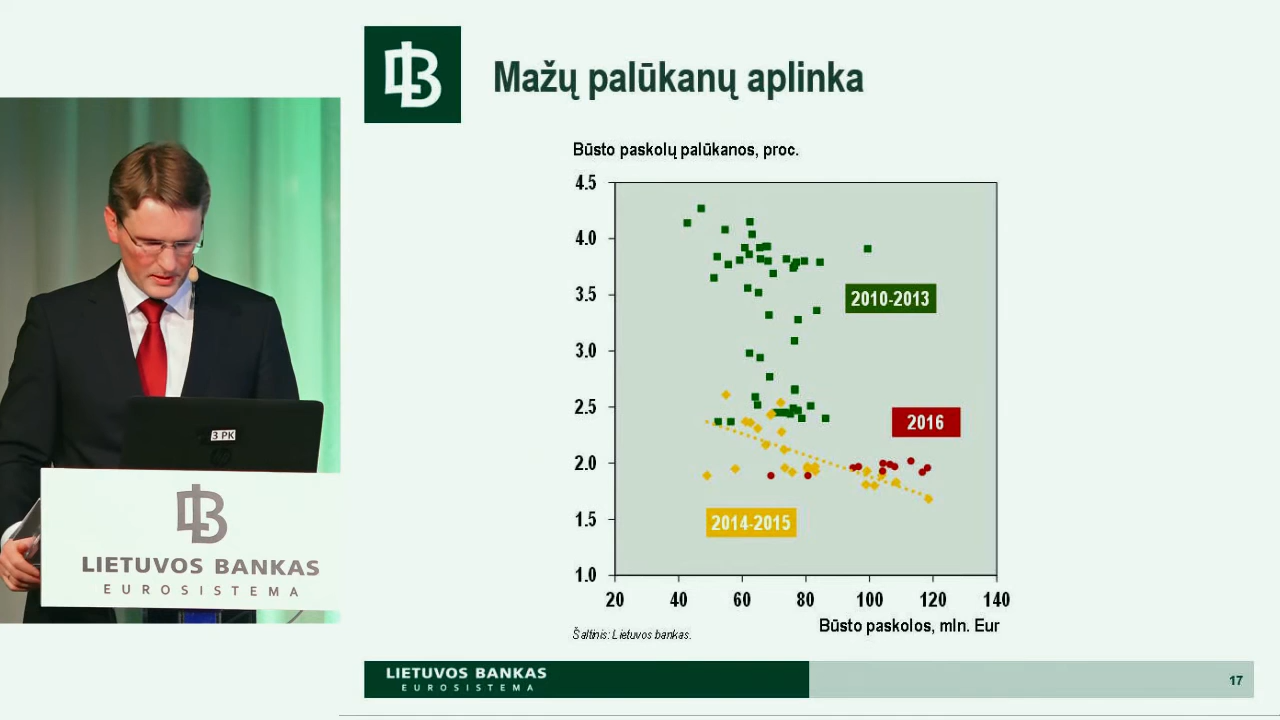 Mažų palūkanų aplinka
Būsto paskolų palūkanos, proc.
4.5
4.0
3.5
3.0
2.5
2.0
1.5
1.0
20 40 60 80 100 120 140
2010-2013
2016
2014-2015
Būsto paskolos, mln. Eur
Šaltinis: Lietuvos bankas.
LIETUVOS BANKAS
EUROSISTEMA
17
3 PK
LIETUVOS BANKAS
EUROSISTEMA